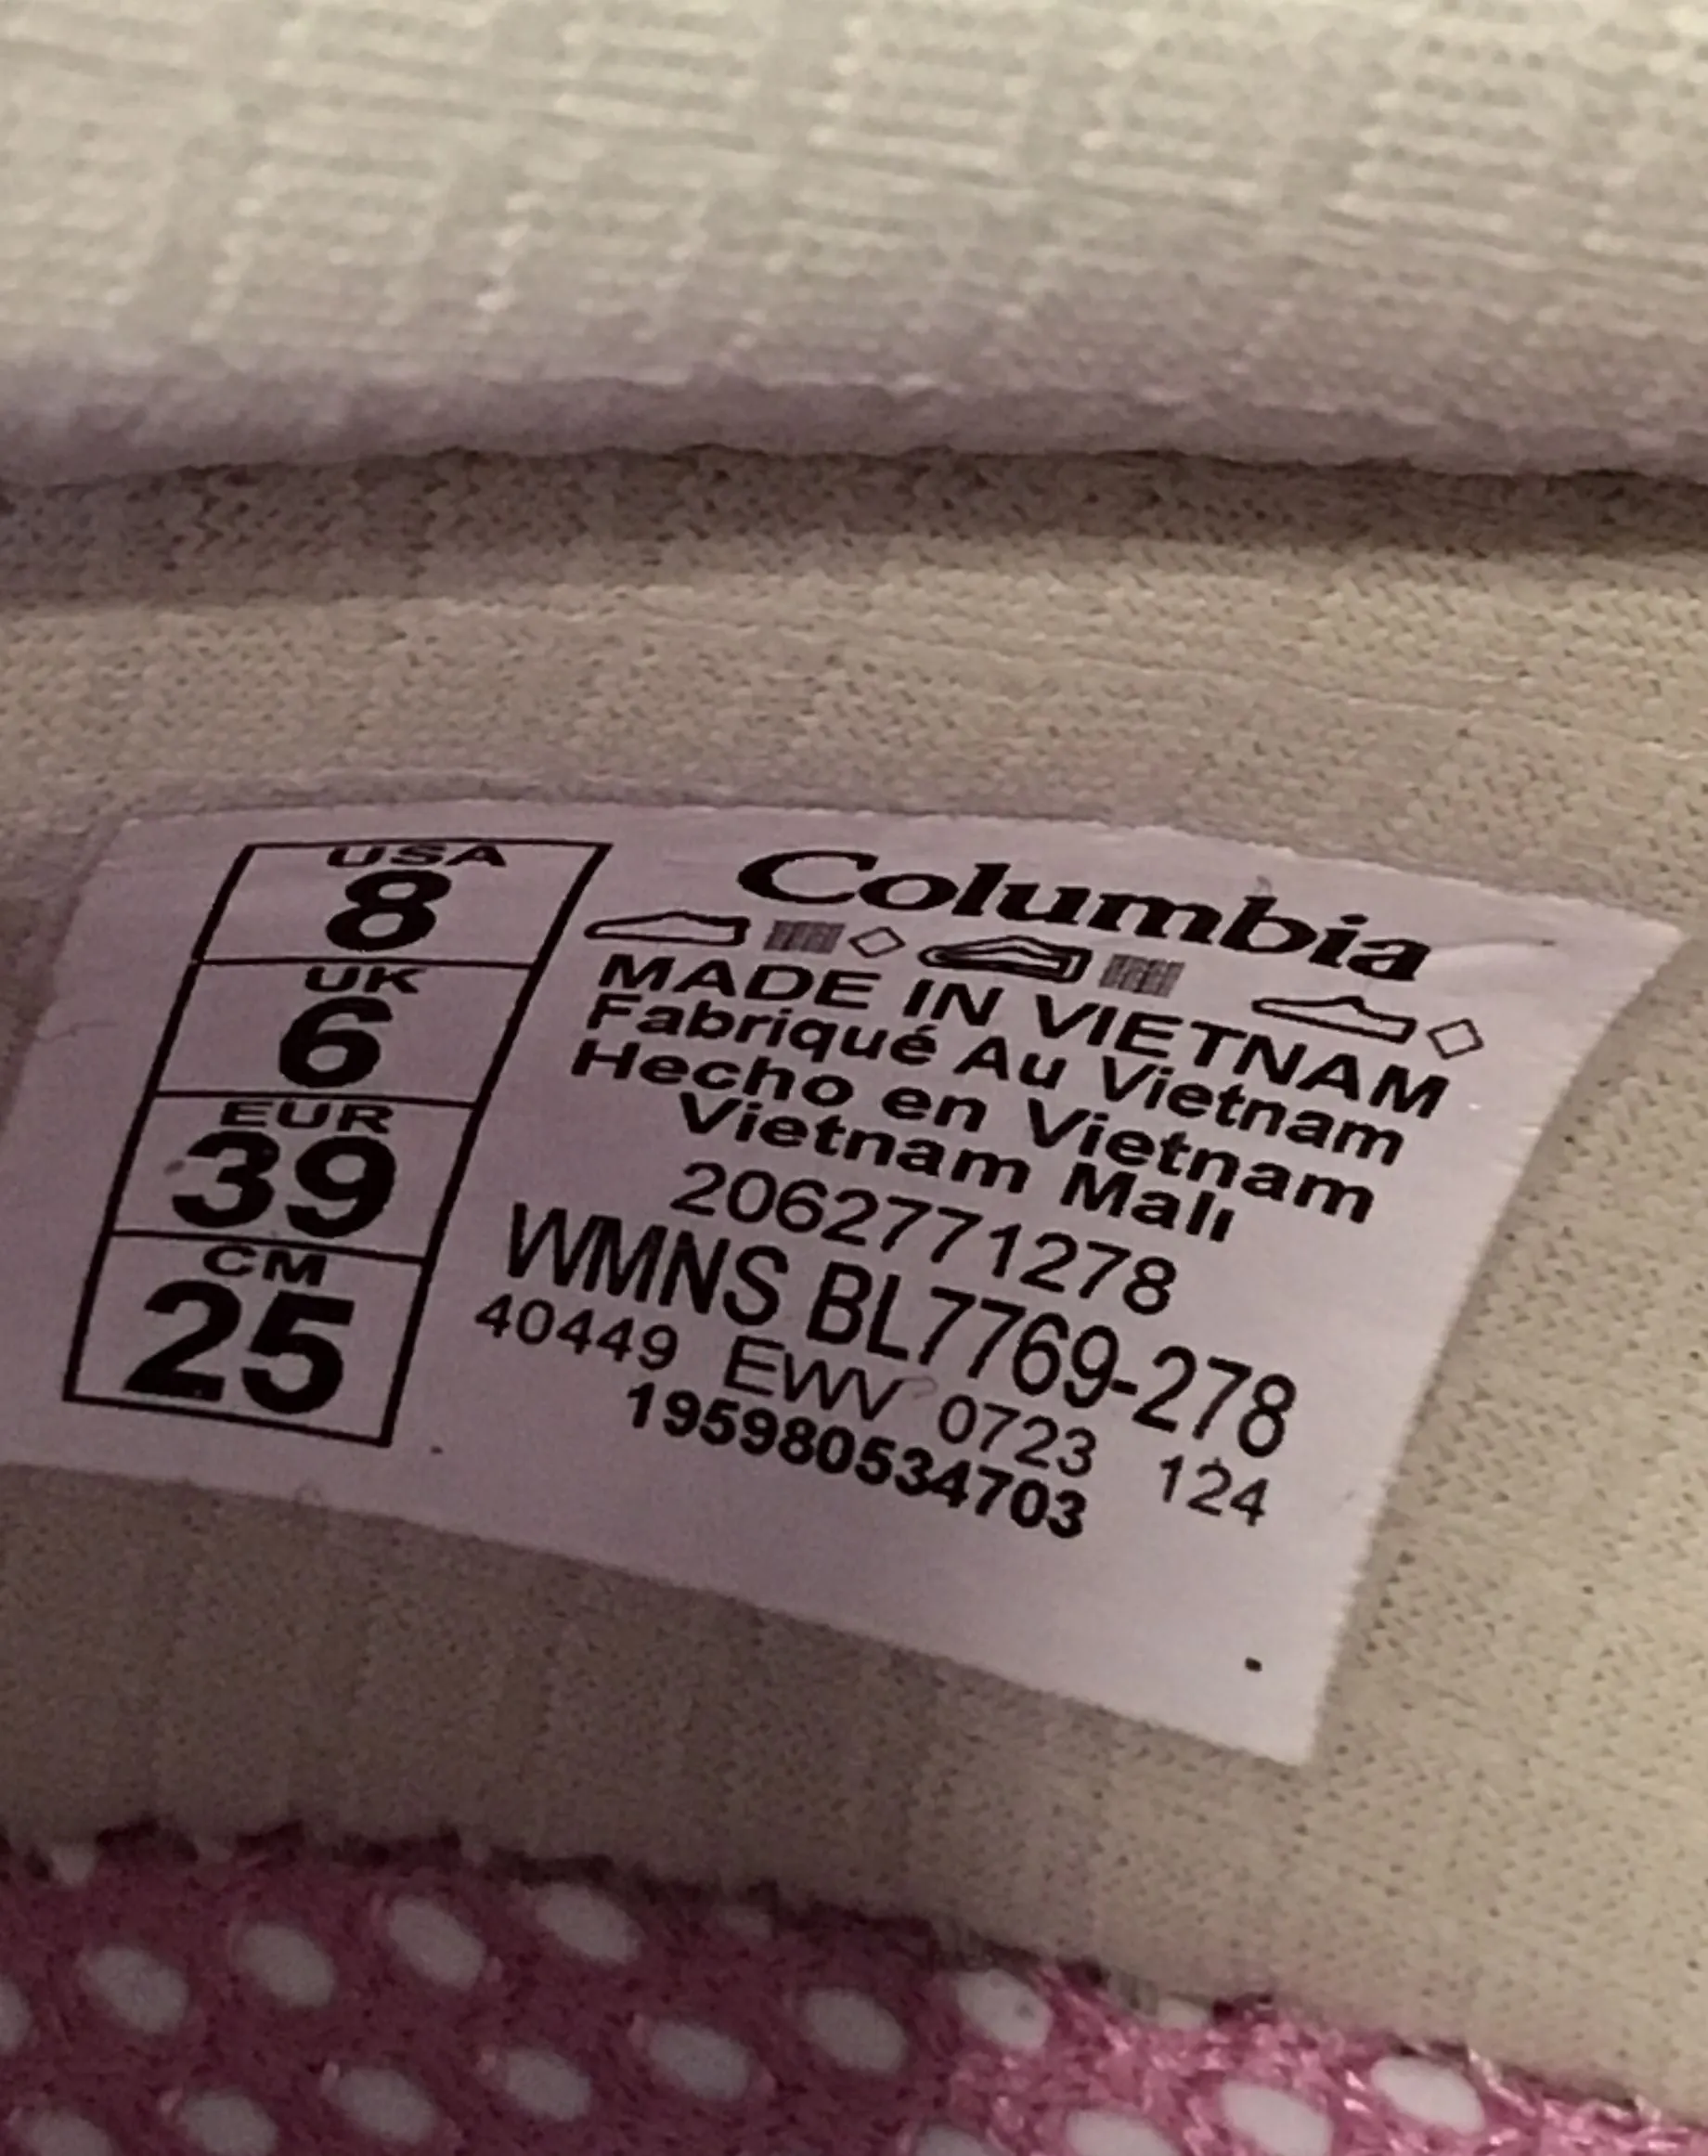 USA
8
UK
6
EUR
39
CM
25
Columbia
MADE IN VIETNAM
Fabriqué Au Vietnam
Hecho en Vietnam
Vietnam Malı
2062771278
WMNS BL7769-278
40449 EWV 0723 124
195980534703